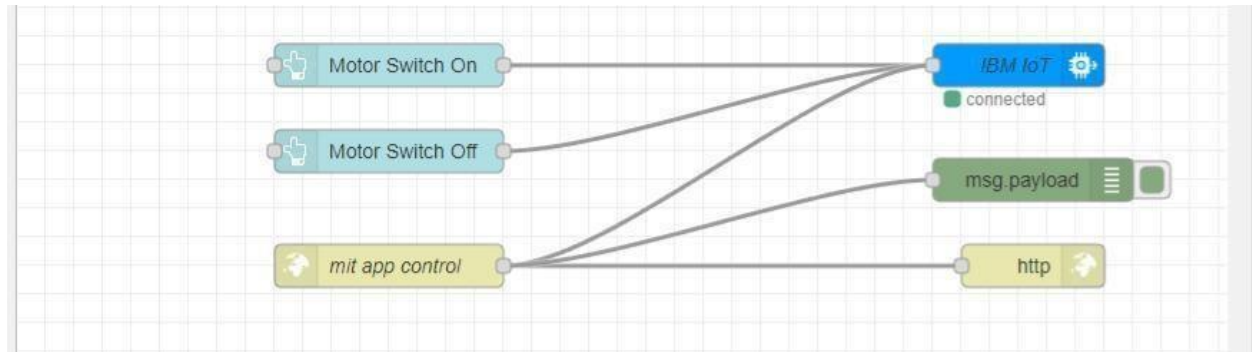 Motor Switch On
IBM IoT
connected
Motor Switch Off
msg.payload
mit app control
http